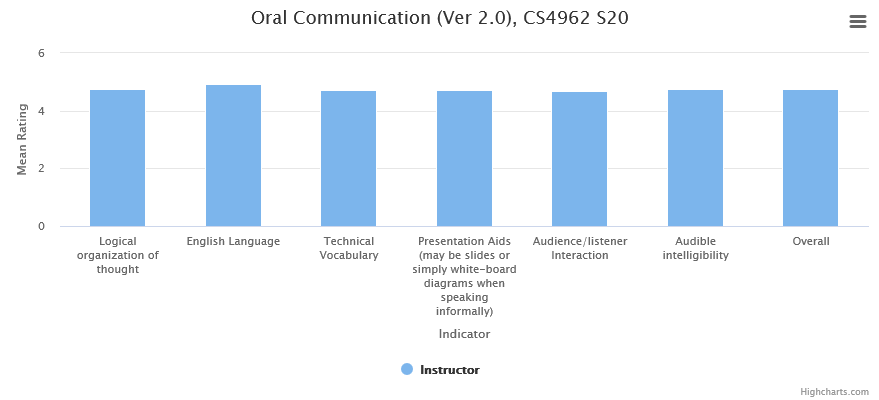 Oral Communication (Ver 2.0), CS4962 S20
Mean Rating
6
4
2
0
Logical
organization of
thought
English Language
Technical
Vocabulary
Presentation Aids
(may be slides or
simply white-board
diagrams when
speaking
informally)
Audience/listener
Interaction
Audible
intelligibility
Overall
Indicator
Instructor
Highcharts.com